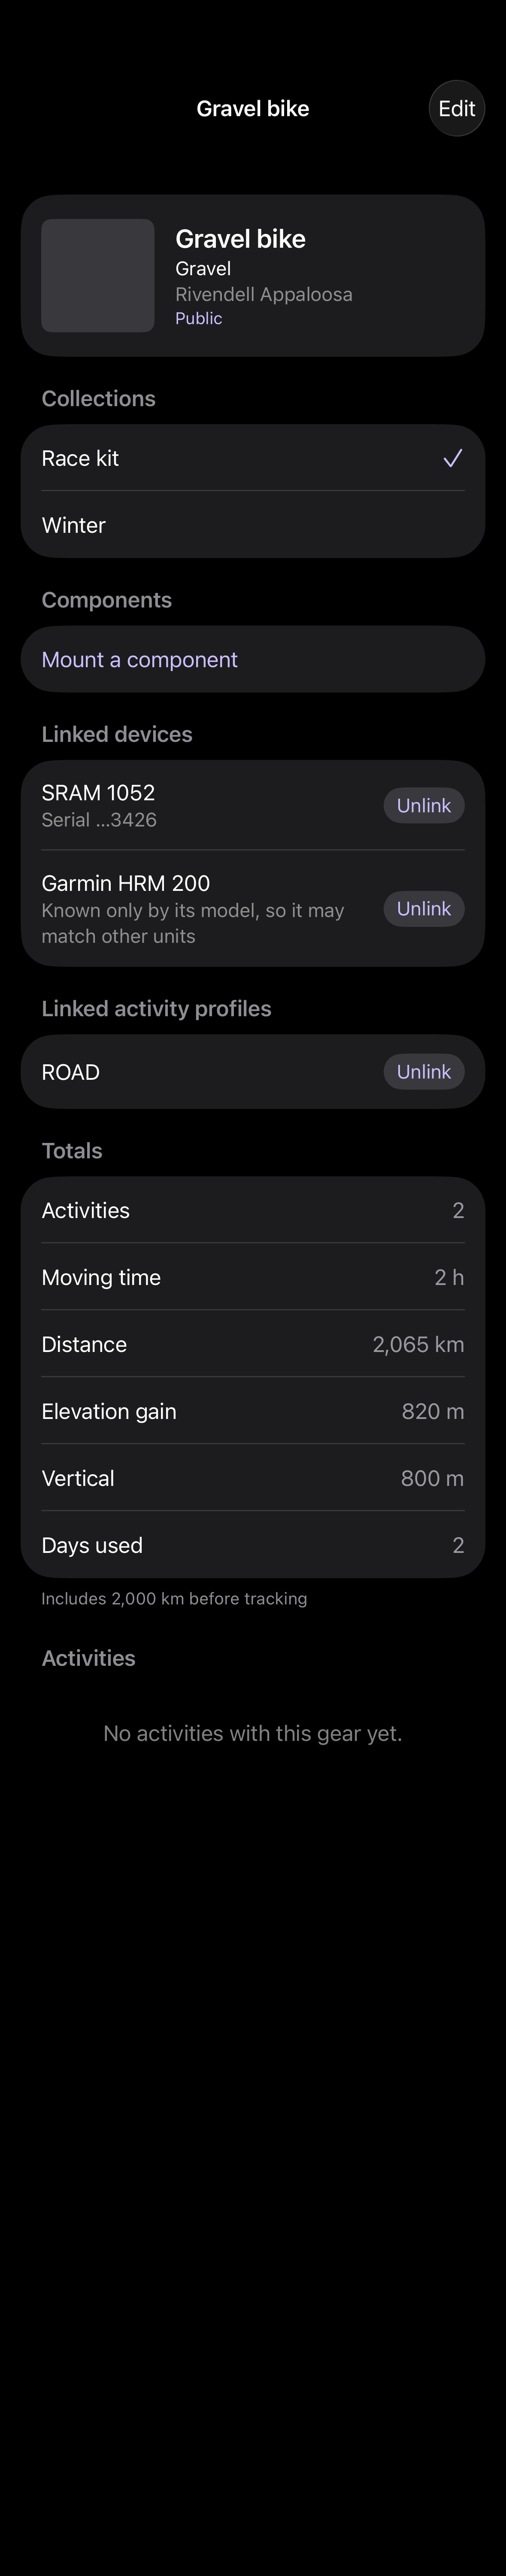 Gravel bike
Edit
Gravel bike
Gravel
Rivendell Appaloosa
Public
Collections
Race kit
Winter
Components
Mount a component
Linked devices
SRAM 1052
Serial …3426
Unlink
Garmin HRM 200
Known only by its model, so it may
match other units
Unlink
Linked activity profiles
ROAD
Unlink
Totals
Activities 2
Moving time 2 h
Distance 2,065 km
Elevation gain 820 m
Vertical 800 m
Days used 2
Includes 2,000 km before tracking
Activities
No activities with this gear yet.